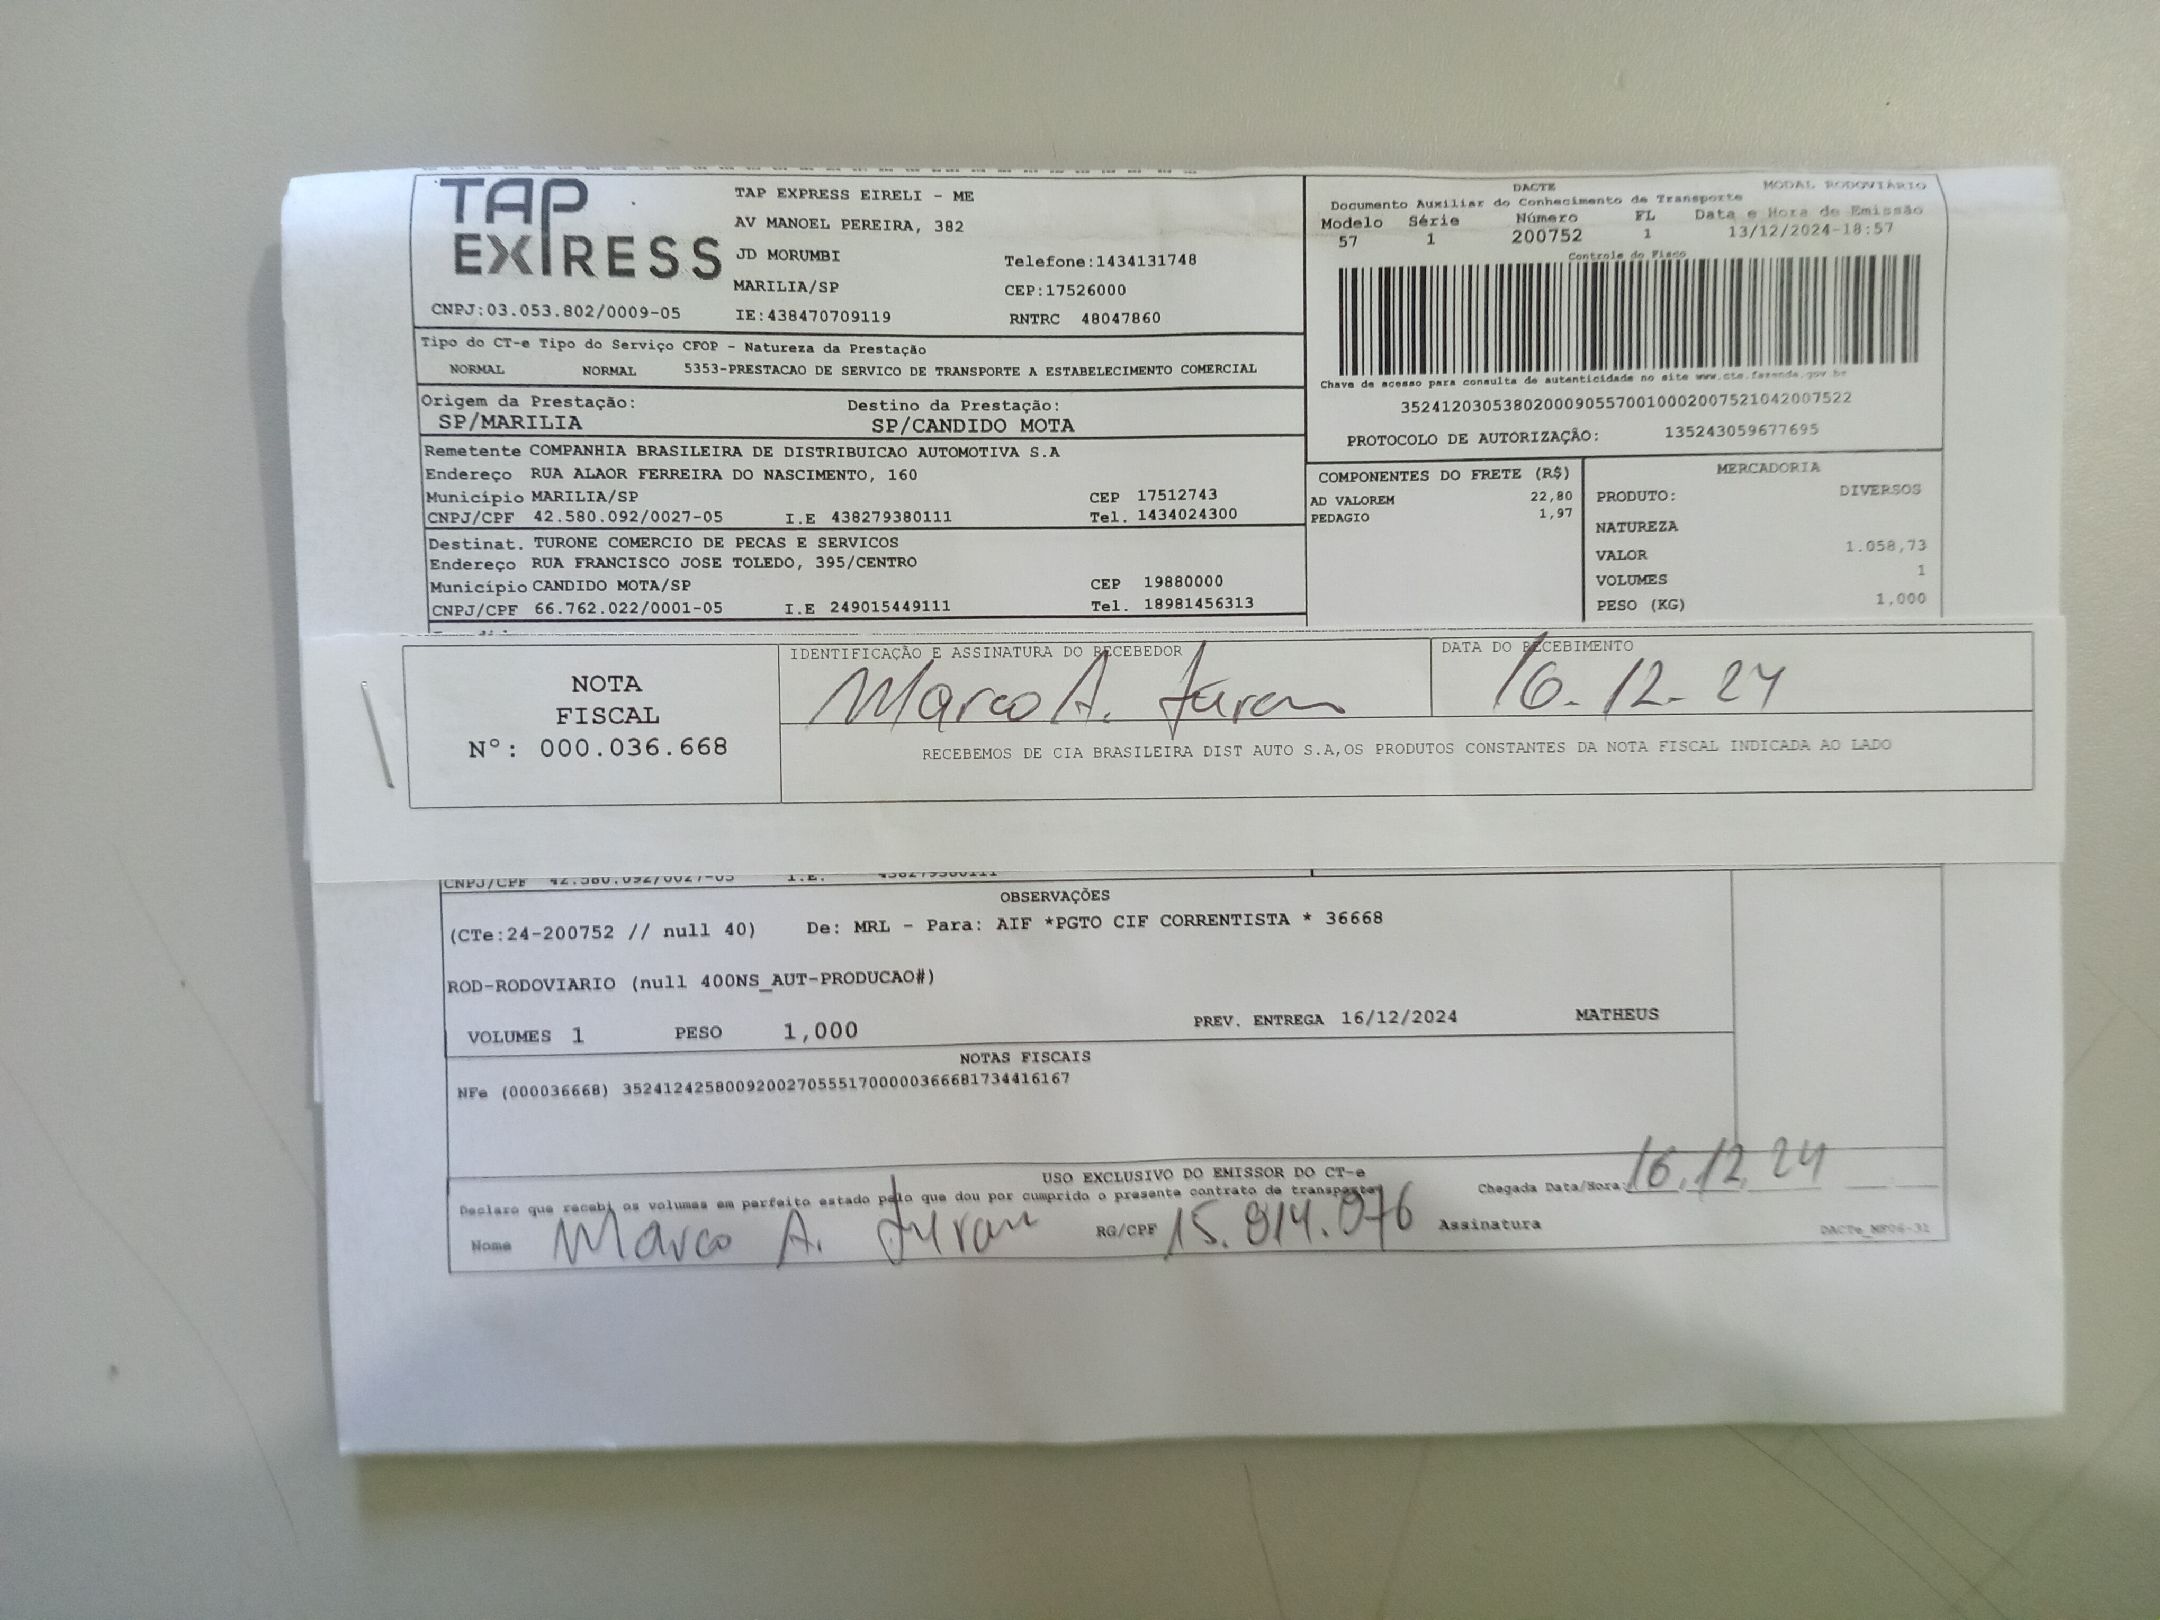 TAP EXPRESS
TAP EXPRESS EIRELI - ME
AV MANOEL PEREIRA, 382
JD MORUMBI
Telefone:1434131748
MARILIA/SP
CEP:17526000
CNPJ:03.053.802/0009-05
IE:438470709119
RNTRC 48047860
DACTE
MODAL RODOVIÁRIO
Documento Auxiliar do Conhecimento de Transporte
Modelo Série Número FL Data e Hora de Emissão
57 1 200752 1 13/12/2024-18:57
Controle do Fisco
Chave de acesso para consulta de autenticidade no site www.cte.fazenda.gov.br
35241203053802000905570010002007521042007522
PROTOCOLO DE AUTORIZAÇÃO: 135243059677695
Tipo do CT-e Tipo do Serviço CFOP - Natureza da Prestação
NORMAL NORMAL 5353-PRESTACAO DE SERVICO DE TRANSPORTE A ESTABELECIMENTO COMERCIAL
Origem da Prestação: Destino da Prestação:
SP/MARILIA SP/CANDIDO MOTA
Remetente COMPANHIA BRASILEIRA DE DISTRIBUICAO AUTOMOTIVA S.A
Endereço RUA ALAOR FERREIRA DO NASCIMENTO, 160
Município MARILIA/SP CEP 17512743
CNPJ/CPF 42.580.092/0027-05 I.E 438279380111 Tel. 1434024300
Destinat. TURONE COMERCIO DE PECAS E SERVICOS
Endereço RUA FRANCISCO JOSE TOLEDO, 395/CENTRO
Município CANDIDO MOTA/SP CEP 19880000
CNPJ/CPF 66.762.022/0001-05 I.E 249015449111 Tel. 18981456313
COMPONENTES DO FRETE (R$)
AD VALOREM 22,80
PEDAGIO 1,97
MERCADORIA
PRODUTO: DIVERSOS
NATUREZA
VALOR 1.058,73
VOLUMES 1
PESO (KG) 1,000
NOTA
FISCAL
N°: 000.036.668
IDENTIFICAÇÃO E ASSINATURA DO RECEBEDOR
Marco A.
DATA DO RECEBIMENTO
16.12.24
RECEBEMOS DE CIA BRASILEIRA DIST AUTO S.A,OS PRODUTOS CONSTANTES DA NOTA FISCAL INDICADA AO LADO
CNPJ/CPF 42.580.092/0027-05 I.E. 438279380111
OBSERVAÇÕES
(CTe:24-200752 // null 40) De: MRL - Para: AIF *PGTO CIF CORRENTISTA * 36668
ROD-RODOVIARIO (null 400NS_AUT-PRODUCAO#)
VOLUMES 1 PESO 1,000 PREV. ENTREGA 16/12/2024 MATHEUS
NOTAS FISCAIS
NFe (000036668) 35241242580092002705551700000366681734416167
USO EXCLUSIVO DO EMISSOR DO CT-e
Declaro que recebi os volumes em perfeito estado pelo que dou por cumprido o presente contrato de transporte
Chegada Data/Hora: 16.12.24
Nome Marco A. RG/CPF 15.914.076 Assinatura